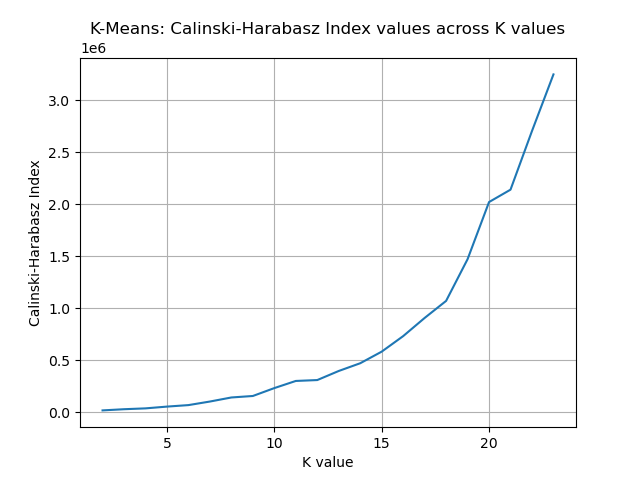 K-Means: Calinski-Harabasz Index values across K values
1e6
3.0
2.5
2.0
1.5
1.0
0.5
0.0
Calinski-Harabasz Index
5 10 15 20
K value